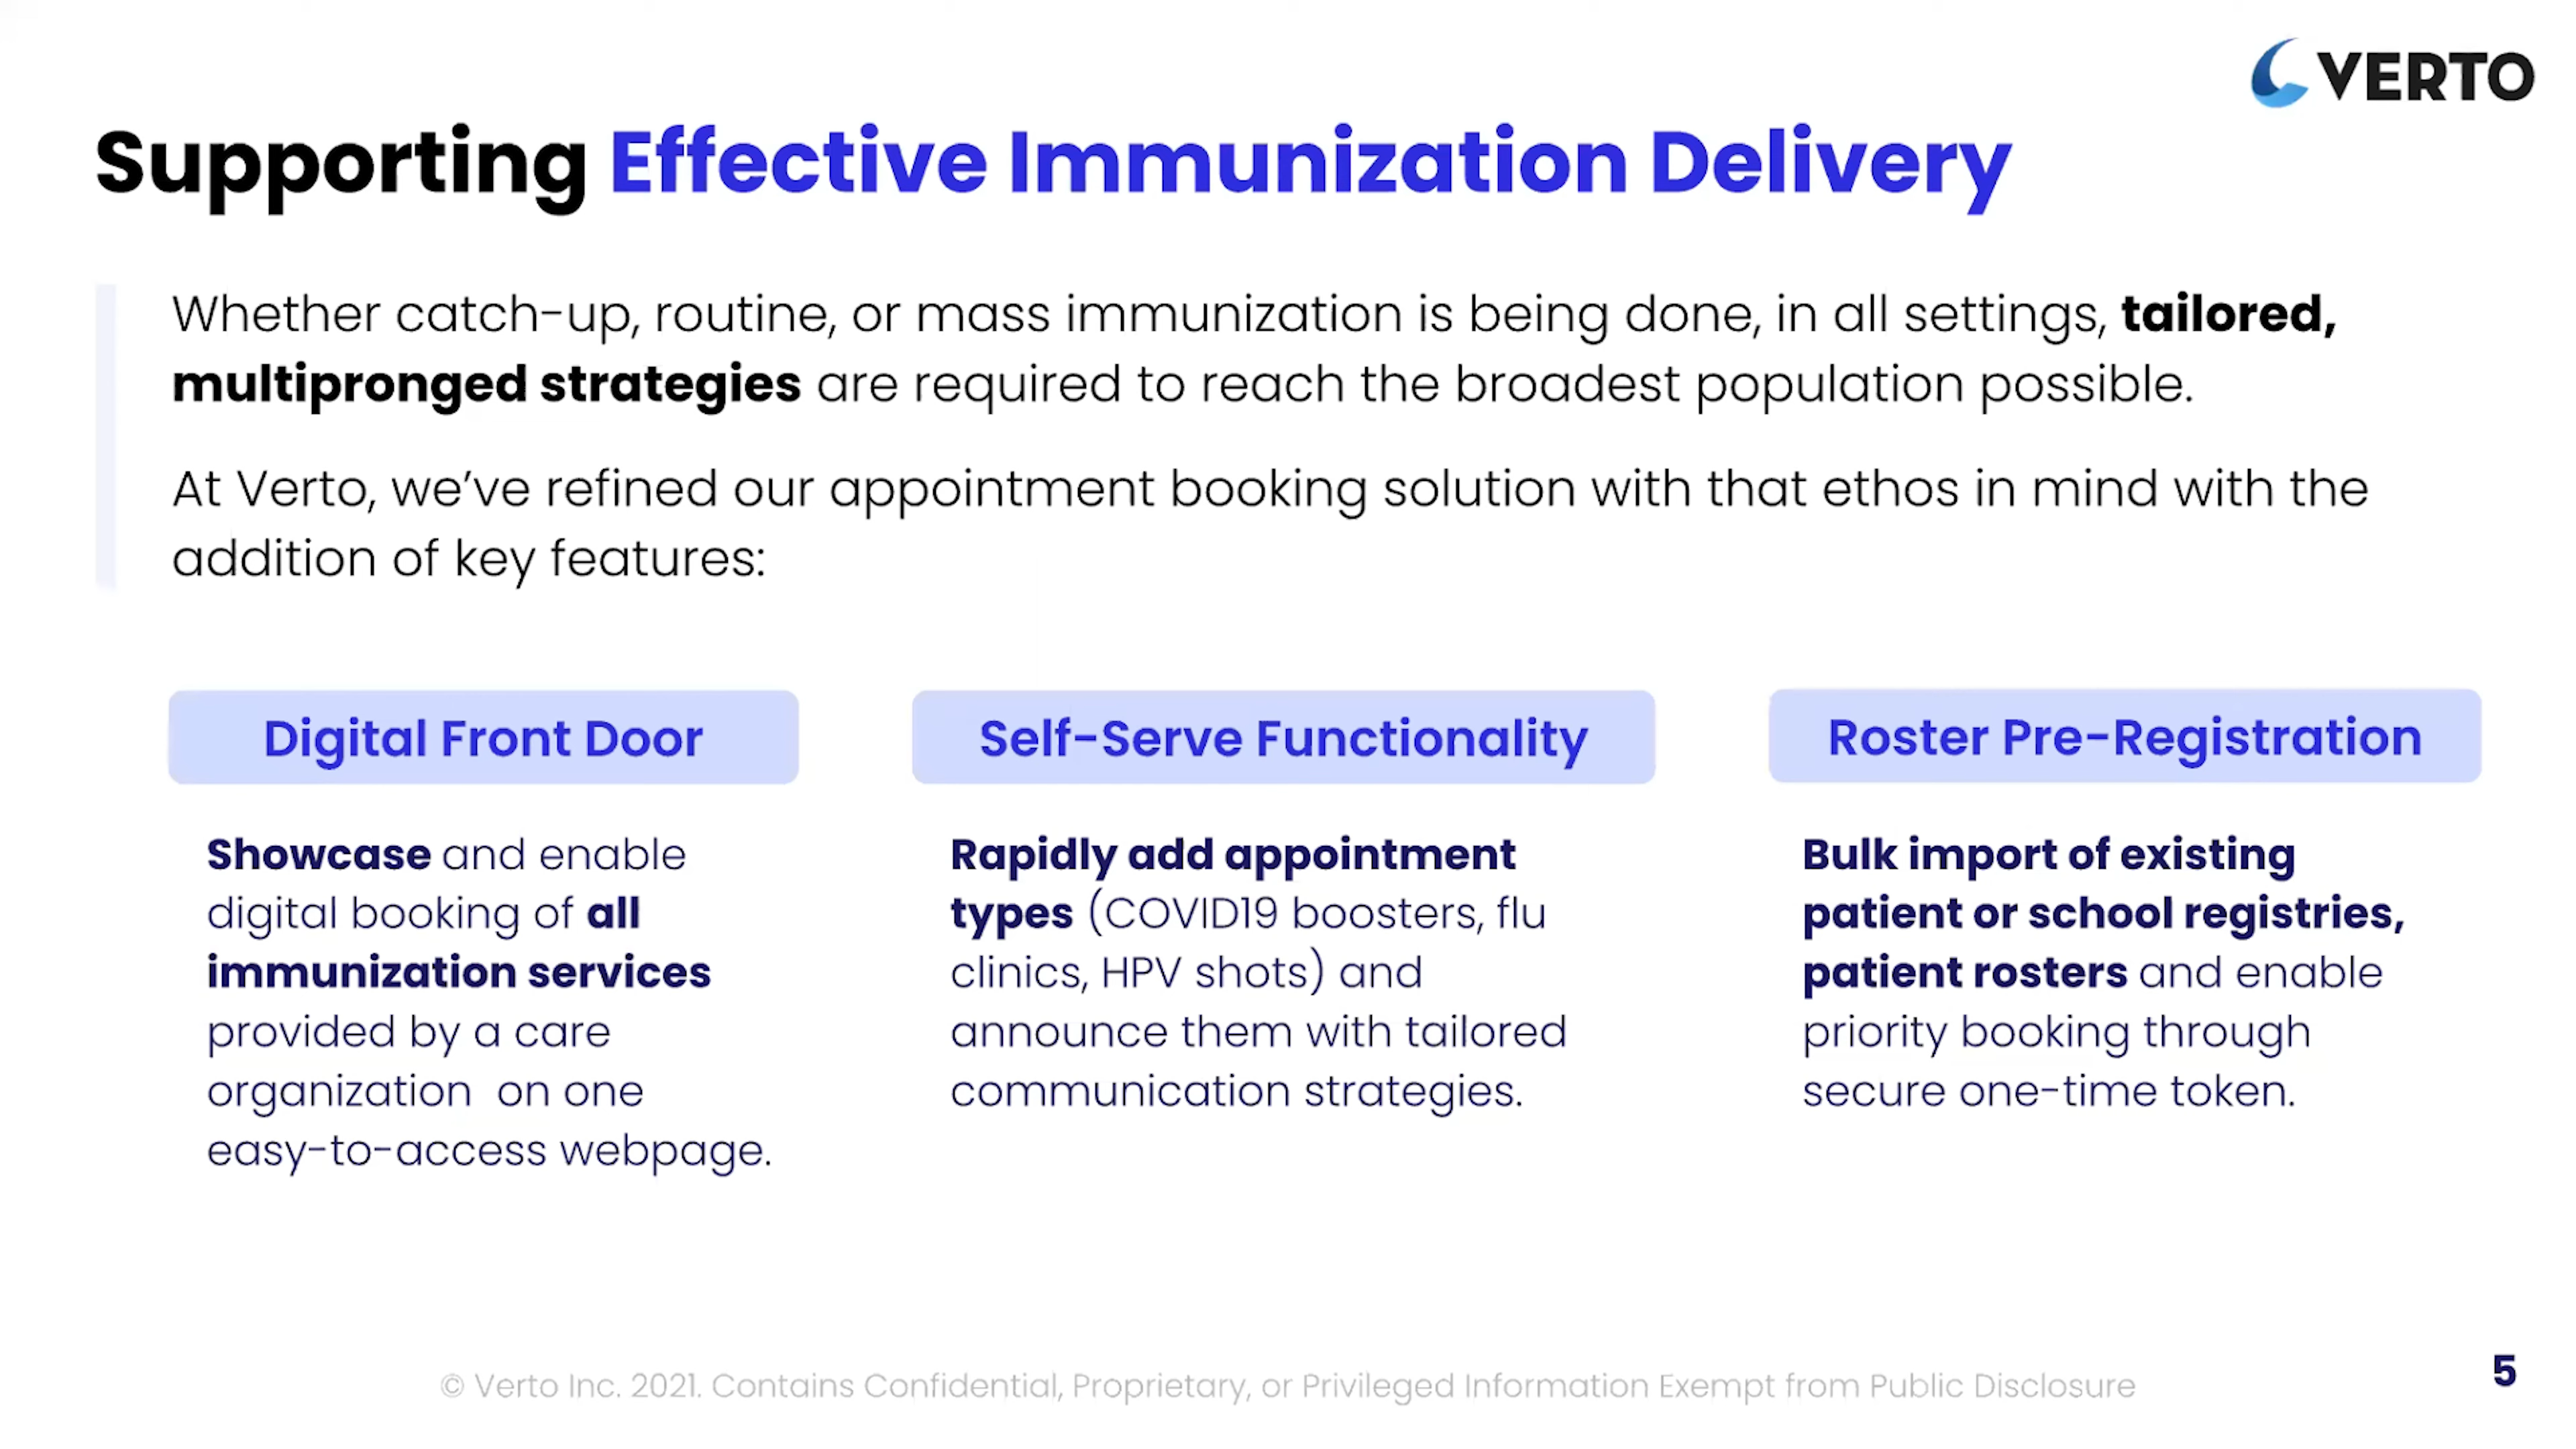 VERTO
Supporting Effective Immunization Delivery
Whether catch-up, routine, or mass immunization is being done, in all settings, tailored,
multipronged strategies are required to reach the broadest population possible.
At Verto, we've refined our appointment booking solution with that ethos in mind with the
addition of key features:
Digital Front Door
Showcase and enable
digital booking of all
immunization services
provided by a care
organization on one
easy-to-access webpage.
Self-Serve Functionality
Rapidly add appointment
types (COVID19 boosters, flu
clinics, HPV shots) and
announce them with tailored
communication strategies.
Roster Pre-Registration
Bulk import of existing
patient or school registries,
patient rosters and enable
priority booking through
secure one-time token.
© Verto Inc. 2021. Contains Confidential, Proprietary, or Privileged Information Exempt from Public Disclosure
5